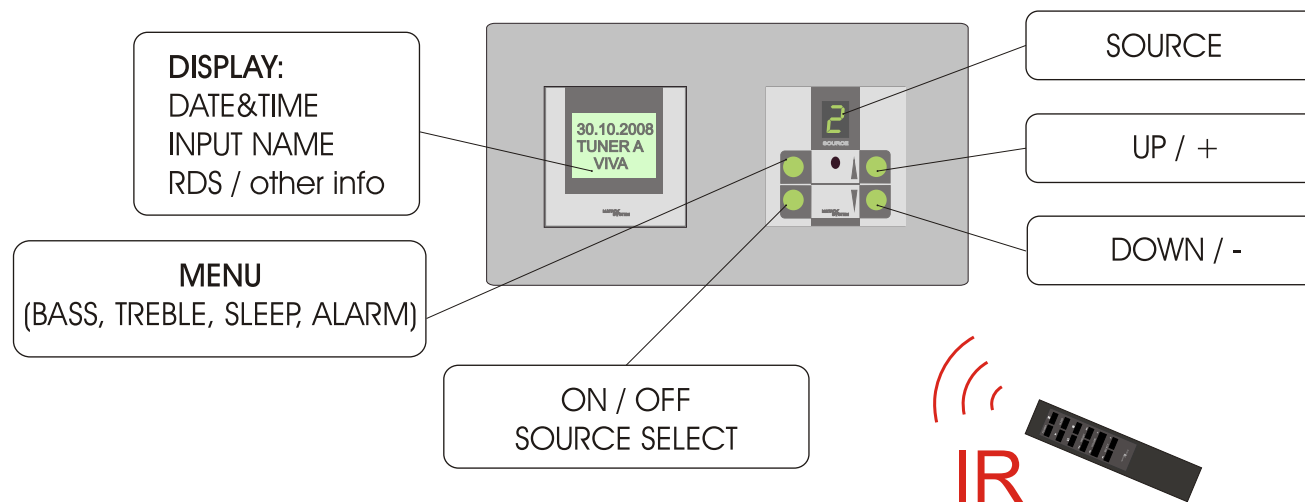 DISPLAY:
DATE&TIME
INPUT NAME
RDS / other info
MENU
(BASS, TREBLE, SLEEP, ALARM)
30.10.2008
TUNER A
VIVA
2
SOURCE
SOURCE
UP / +
DOWN / -
ON / OFF
SOURCE SELECT
IR